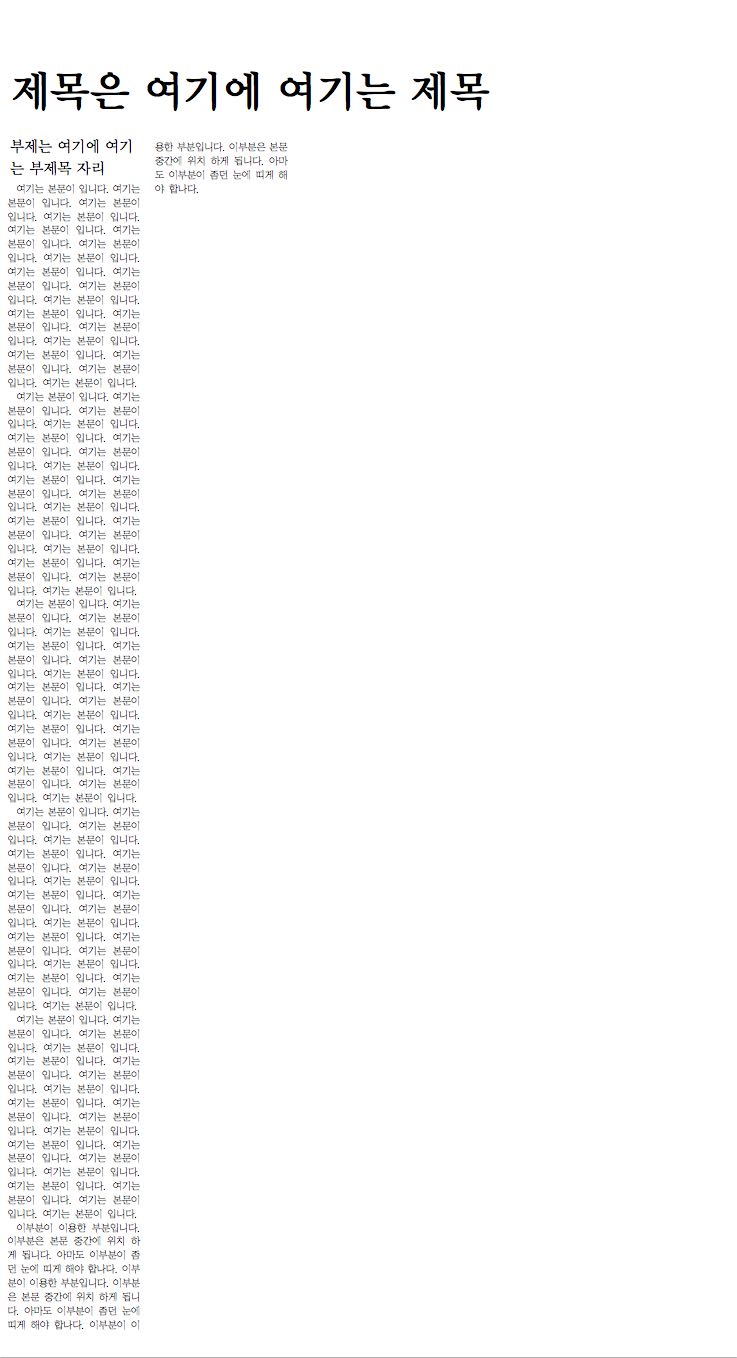 제목은 여기에 여기는 제목
부제는 여기에 여기
는 부제목 자리
여기는 본문이 입니다. 여기는
본문이 입니다. 여기는 본문이
입니다. 여기는 본문이 입니다.
여기는 본문이 입니다. 여기는
본문이 입니다. 여기는 본문이
입니다. 여기는 본문이 입니다.
여기는 본문이 입니다. 여기는
본문이 입니다. 여기는 본문이
입니다. 여기는 본문이 입니다.
여기는 본문이 입니다. 여기는
본문이 입니다. 여기는 본문이
입니다. 여기는 본문이 입니다.
여기는 본문이 입니다. 여기는
본문이 입니다. 여기는 본문이
입니다. 여기는 본문이 입니다.
여기는 본문이 입니다. 여기는
본문이 입니다. 여기는 본문이
입니다. 여기는 본문이 입니다.
여기는 본문이 입니다. 여기는
본문이 입니다. 여기는 본문이
입니다. 여기는 본문이 입니다.
여기는 본문이 입니다. 여기는
본문이 입니다. 여기는 본문이
입니다. 여기는 본문이 입니다.
여기는 본문이 입니다. 여기는
본문이 입니다. 여기는 본문이
입니다. 여기는 본문이 입니다.
여기는 본문이 입니다. 여기는
본문이 입니다. 여기는 본문이
입니다. 여기는 본문이 입니다.
여기는 본문이 입니다. 여기는
본문이 입니다. 여기는 본문이
입니다. 여기는 본문이 입니다.
여기는 본문이 입니다. 여기는
본문이 입니다. 여기는 본문이
입니다. 여기는 본문이 입니다.
여기는 본문이 입니다. 여기는
본문이 입니다. 여기는 본문이
입니다. 여기는 본문이 입니다.
여기는 본문이 입니다. 여기는
본문이 입니다. 여기는 본문이
입니다. 여기는 본문이 입니다.
여기는 본문이 입니다. 여기는
본문이 입니다. 여기는 본문이
입니다. 여기는 본문이 입니다.
여기는 본문이 입니다. 여기는
본문이 입니다. 여기는 본문이
입니다. 여기는 본문이 입니다.
여기는 본문이 입니다. 여기는
본문이 입니다. 여기는 본문이
입니다. 여기는 본문이 입니다.
여기는 본문이 입니다. 여기는
본문이 입니다. 여기는 본문이
입니다. 여기는 본문이 입니다.
여기는 본문이 입니다. 여기는
본문이 입니다. 여기는 본문이
입니다. 여기는 본문이 입니다.
여기는 본문이 입니다. 여기는
본문이 입니다. 여기는 본문이
입니다. 여기는 본문이 입니다.
여기는 본문이 입니다. 여기는
본문이 입니다. 여기는 본문이
입니다. 여기는 본문이 입니다.
여기는 본문이 입니다. 여기는
본문이 입니다. 여기는 본문이
입니다. 여기는 본문이 입니다.
여기는 본문이 입니다. 여기는
본문이 입니다. 여기는 본문이
입니다. 여기는 본문이 입니다.
여기는 본문이 입니다. 여기는
본문이 입니다. 여기는 본문이
입니다. 여기는 본문이 입니다.
여기는 본문이 입니다. 여기는
본문이 입니다. 여기는 본문이
입니다. 여기는 본문이 입니다.
이부분이 이용한 부분입니다.
이부분은 본문 중간에 위치 하
게 됩니다. 아마도 이부분이 좀
던 눈에 띠게 해야 합나다. 이부
분이 이용한 부분입니다. 이부분
은 본문 중간에 위치 하게 됩니
다. 아마도 이부분이 좀던 눈에
띠게 해야 합나다. 이부분이 이
용한 부분입니다. 이부분은 본문
중간에 위치 하게 됩니다. 아마
도 이부분이 좀던 눈에 띠게 해
야 합나다.